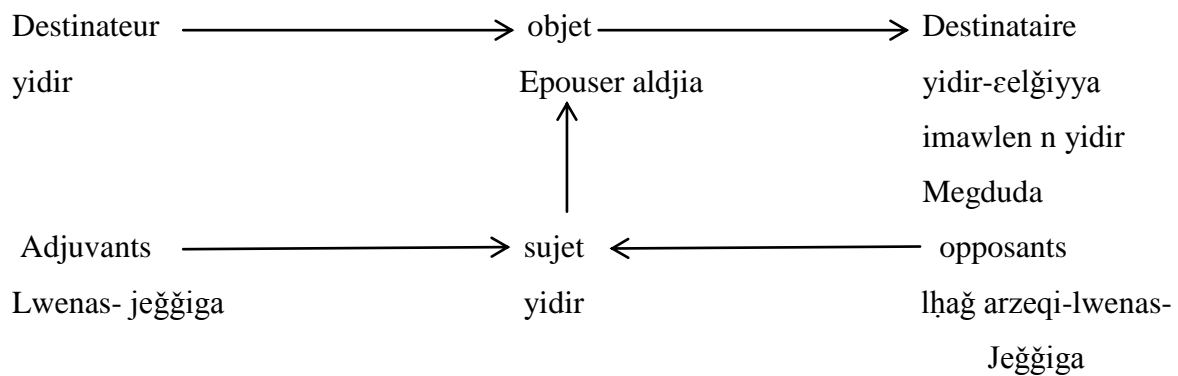 Destinateur objet Destinataire
yidir Epouser aldjia yidir-ɛelğiyya
imawlen n yidir
Megduda
Adjuvants sujet opposants
Lwenas- jeğğiga yidir lḥağ arzeqi-lwenas-
Jeğğiga